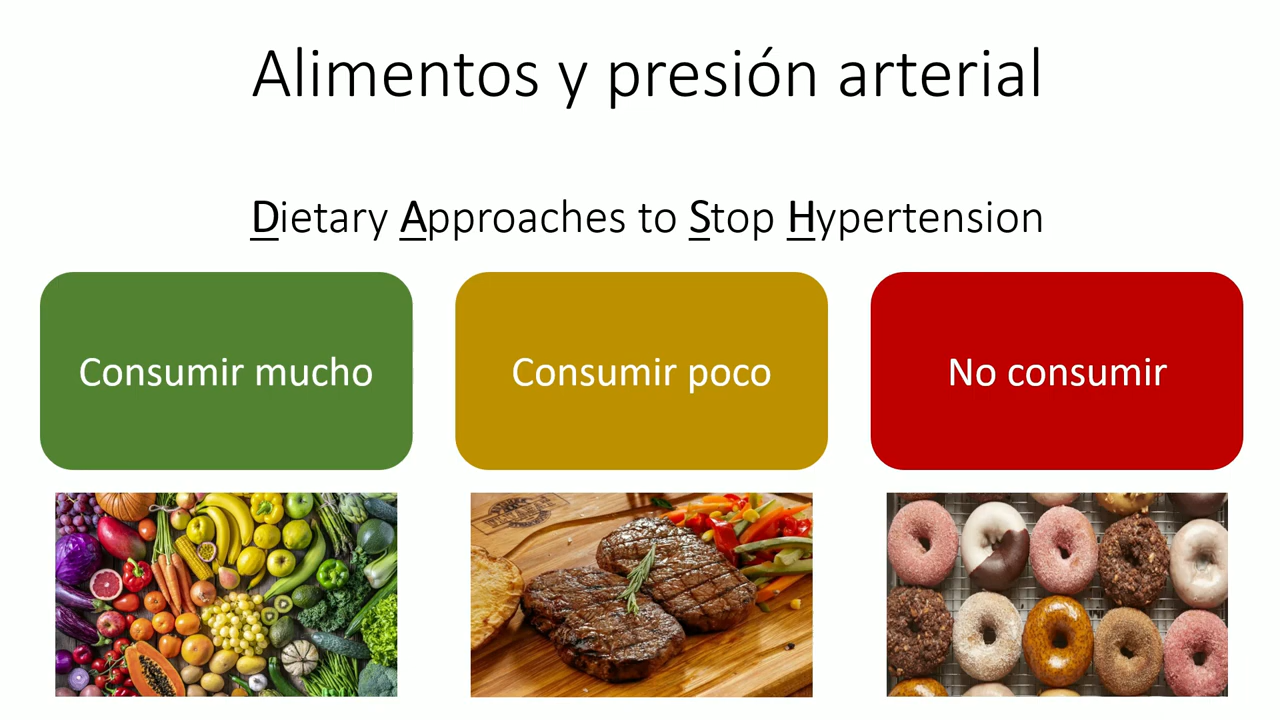 Alimentos y presión arterial
Dietary Approaches to Stop Hypertension
Consumir mucho
Consumir poco
No consumir